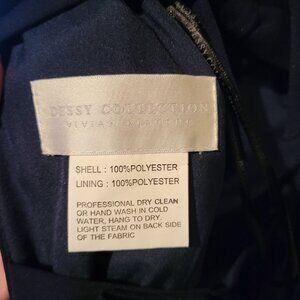 DESSY COLLECTION
VIVIAN
SHELL : 100%POLYESTER
LINING : 100%POLYESTER
PROFESSIONAL DRY CLEAN
OR HAND WASH IN COLD
WATER, HANG TO DRY.
LIGHT STEAM ON BACK SIDE
OF THE FABRIC